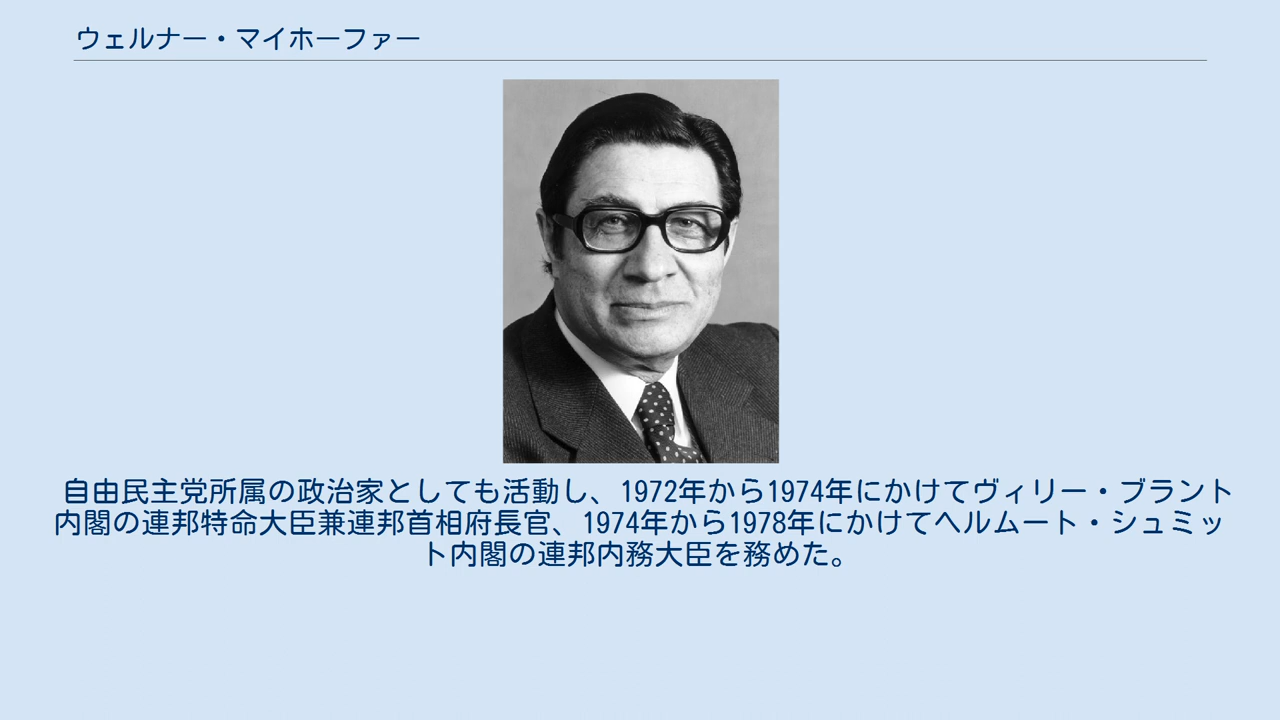 ウェルナー・マイホーファー
自由民主党所属の政治家としても活動し、1972年から1974年にかけてヴィリー・ブラント
内閣の連邦特命大臣兼連邦首相府長官、1974年から1978年にかけてヘルムート・シュミッ
ト内閣の連邦内務大臣を務めた。